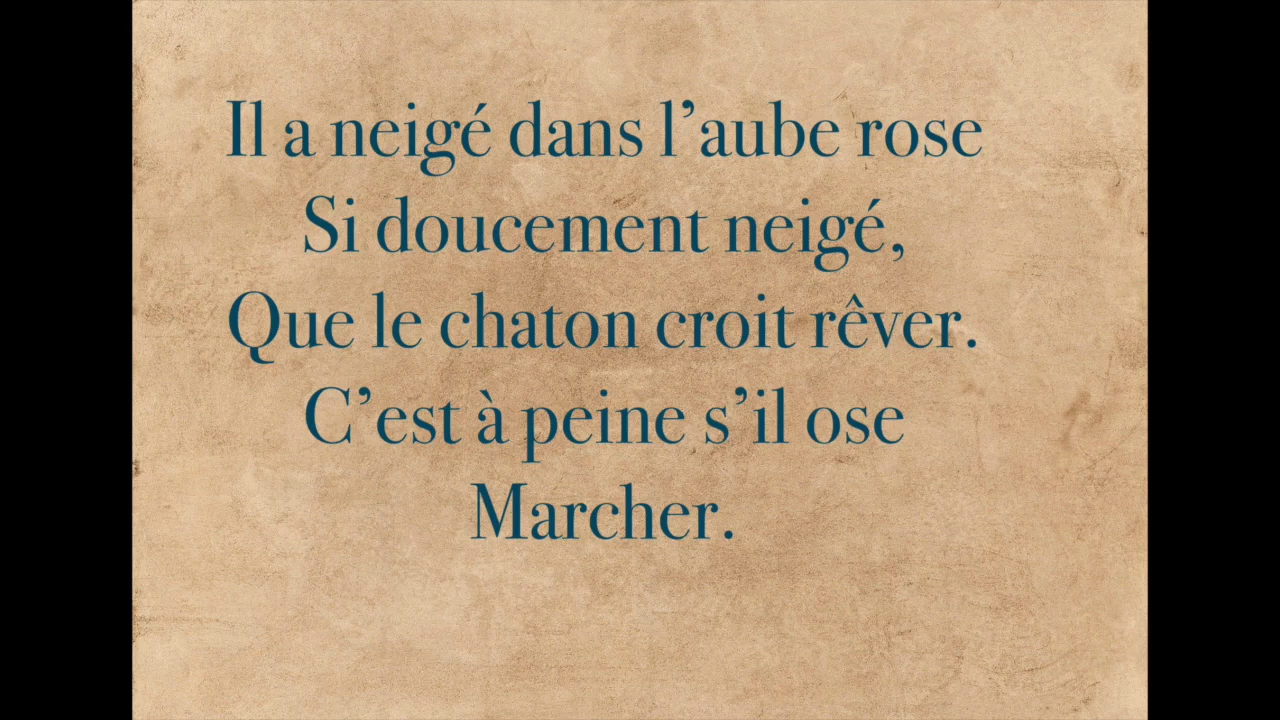 Il a neigé dans l’aube rose
Si doucement neigé,
Que le chaton croit rêver.
C’est à peine s’il ose
Marcher.